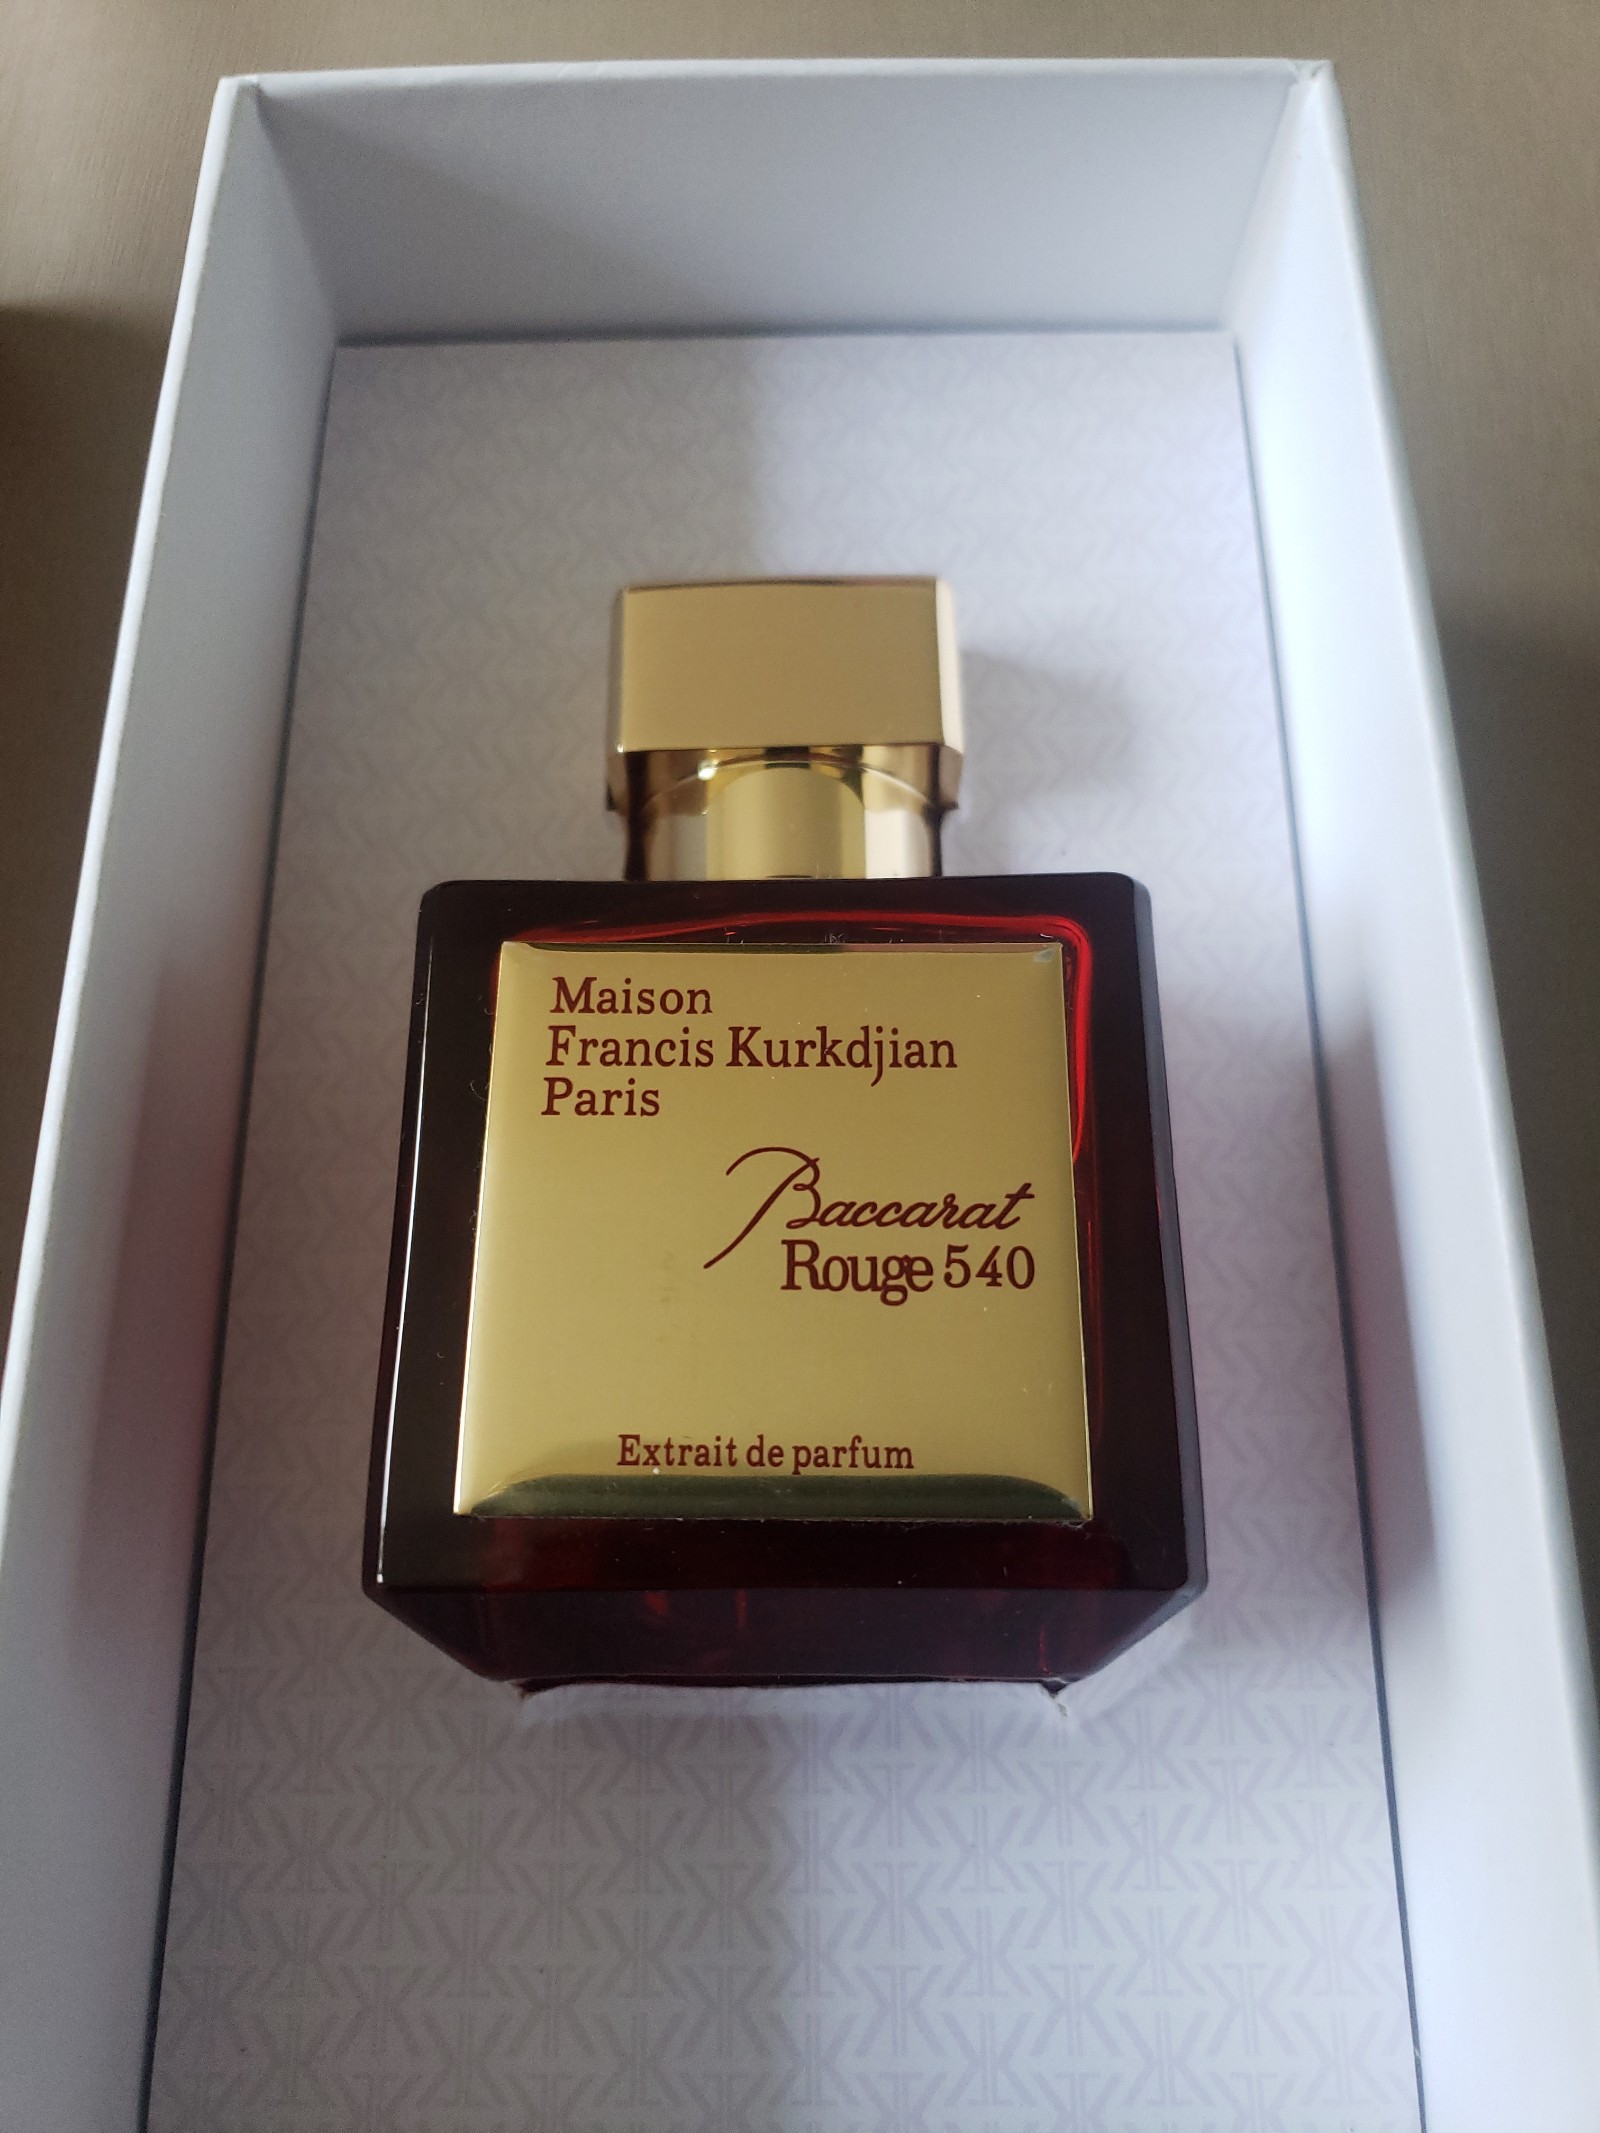 Maison
Francis Kurkdjian
Paris
Baccarat
Rouge 540
Extrait de parfum